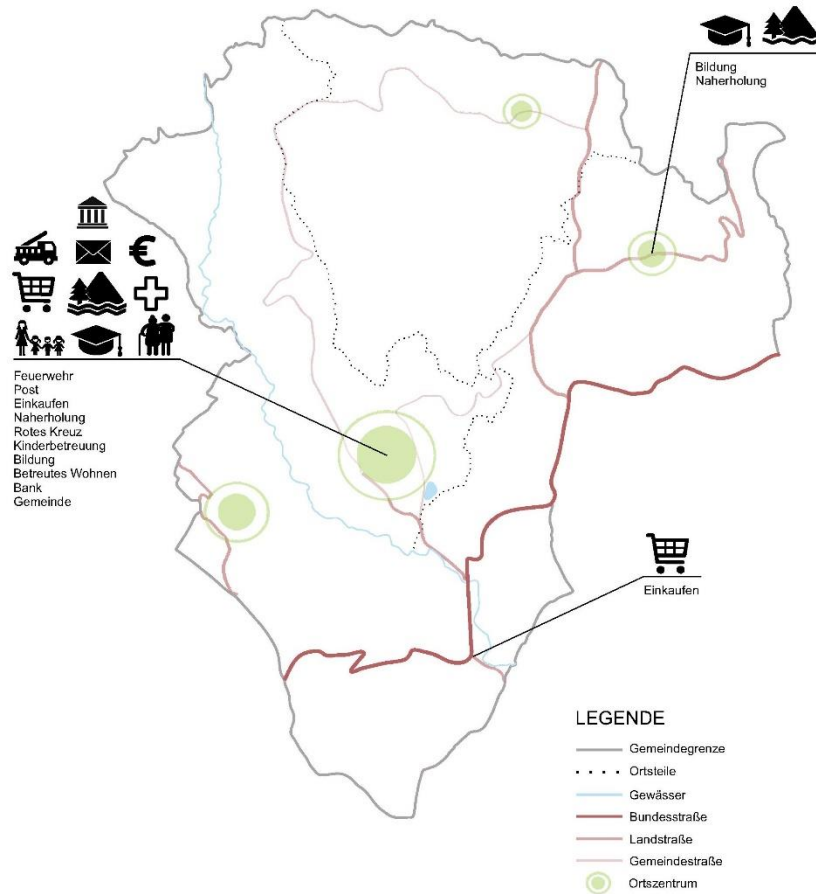 Bildung
Naherholung
€
Feuerwehr
Post
Einkaufen
Naherholung
Rotes Kreuz
Kinderbetreuung
Bildung
Betreutes Wohnen
Bank
Gemeinde
Einkaufen
LEGENDE
Gemeindegrenze
Ortsteile
Gewässer
Bundesstraße
Landstraße
Gemeindestraße
Ortszentrum